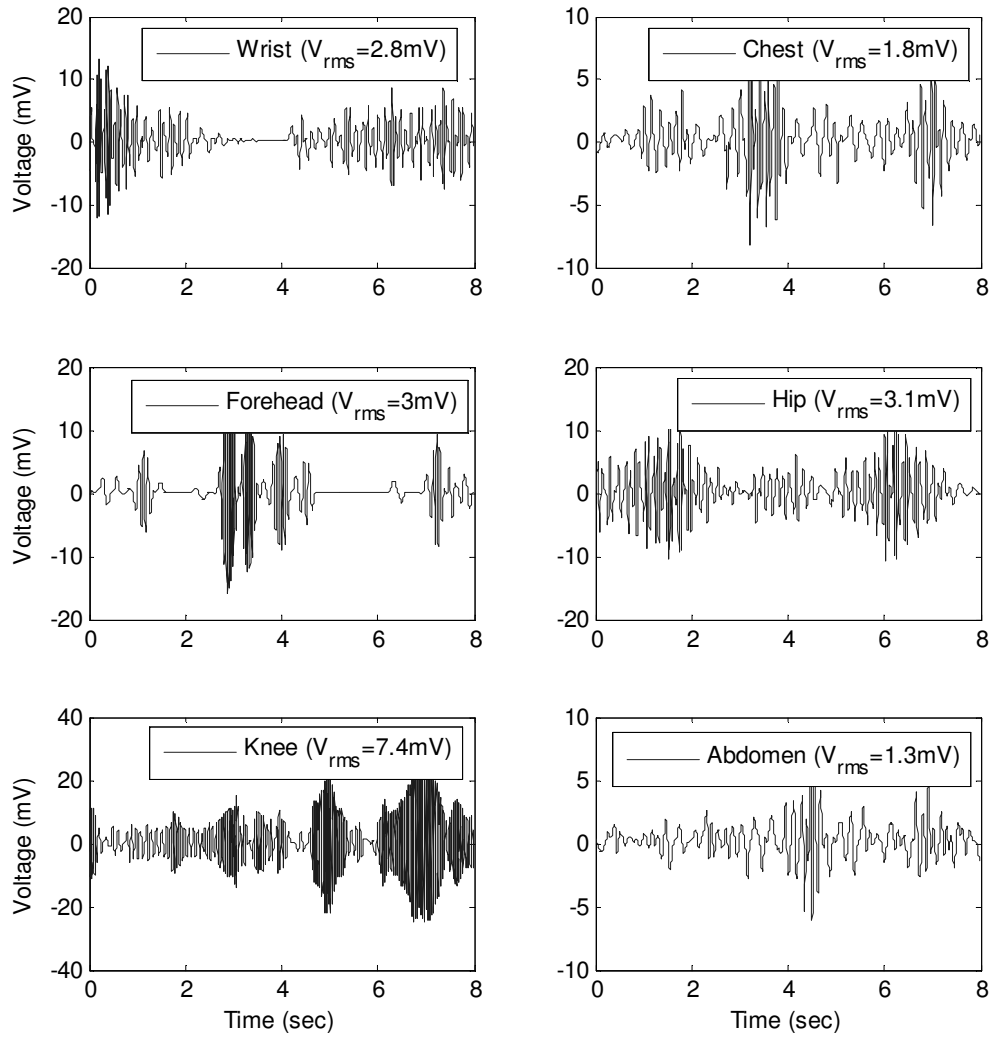 20
10
0
-10
-20
Voltage (mV)
Wrist (Vrms=2.8mV)
0 2 4 6 8
10
5
0
-5
-10
Chest (Vrms=1.8mV)
0 2 4 6 8
20
10
0
-10
-20
Voltage (mV)
Forehead (Vrms=3mV)
0 2 4 6 8
20
10
0
-10
-20
Hip (Vrms=3.1mV)
0 2 4 6 8
40
20
0
-20
-40
Voltage (mV)
Knee (Vrms=7.4mV)
0 2 4 6 8
Time (sec)
10
5
0
-5
-10
Abdomen (Vrms=1.3mV)
0 2 4 6 8
Time (sec)